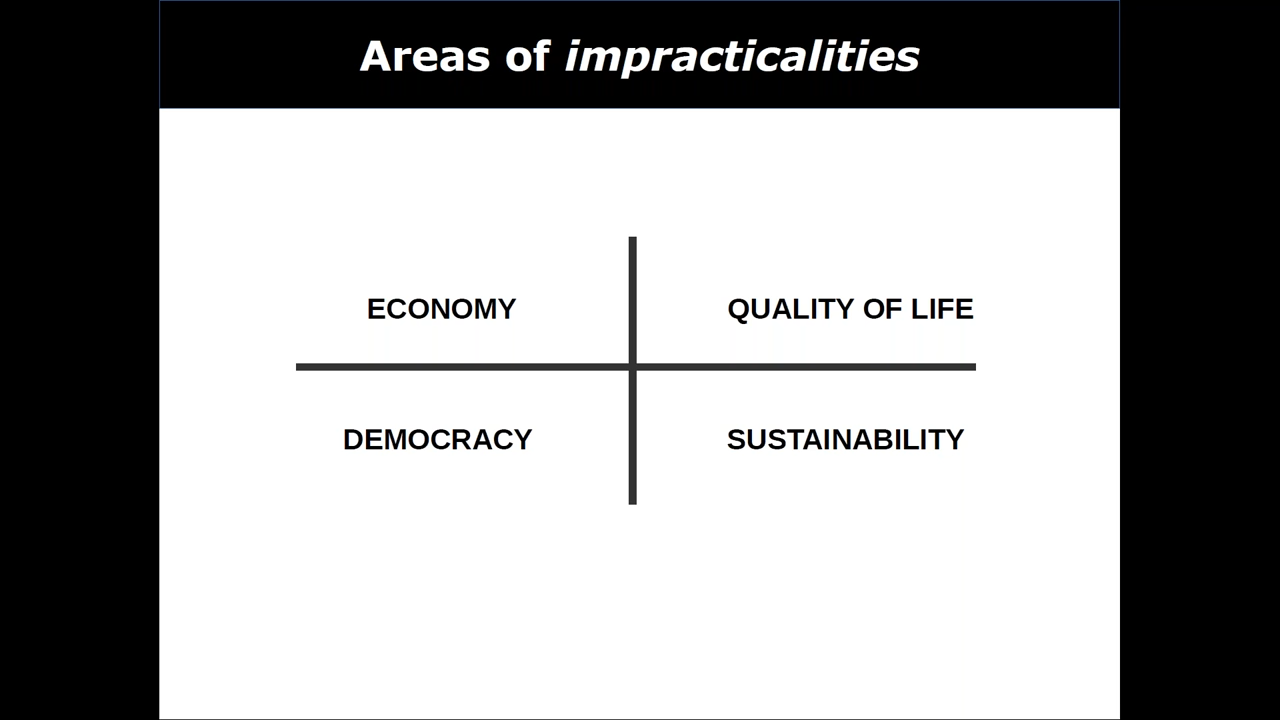 Areas of impracticalities
ECONOMY
QUALITY OF LIFE
DEMOCRACY
SUSTAINABILITY